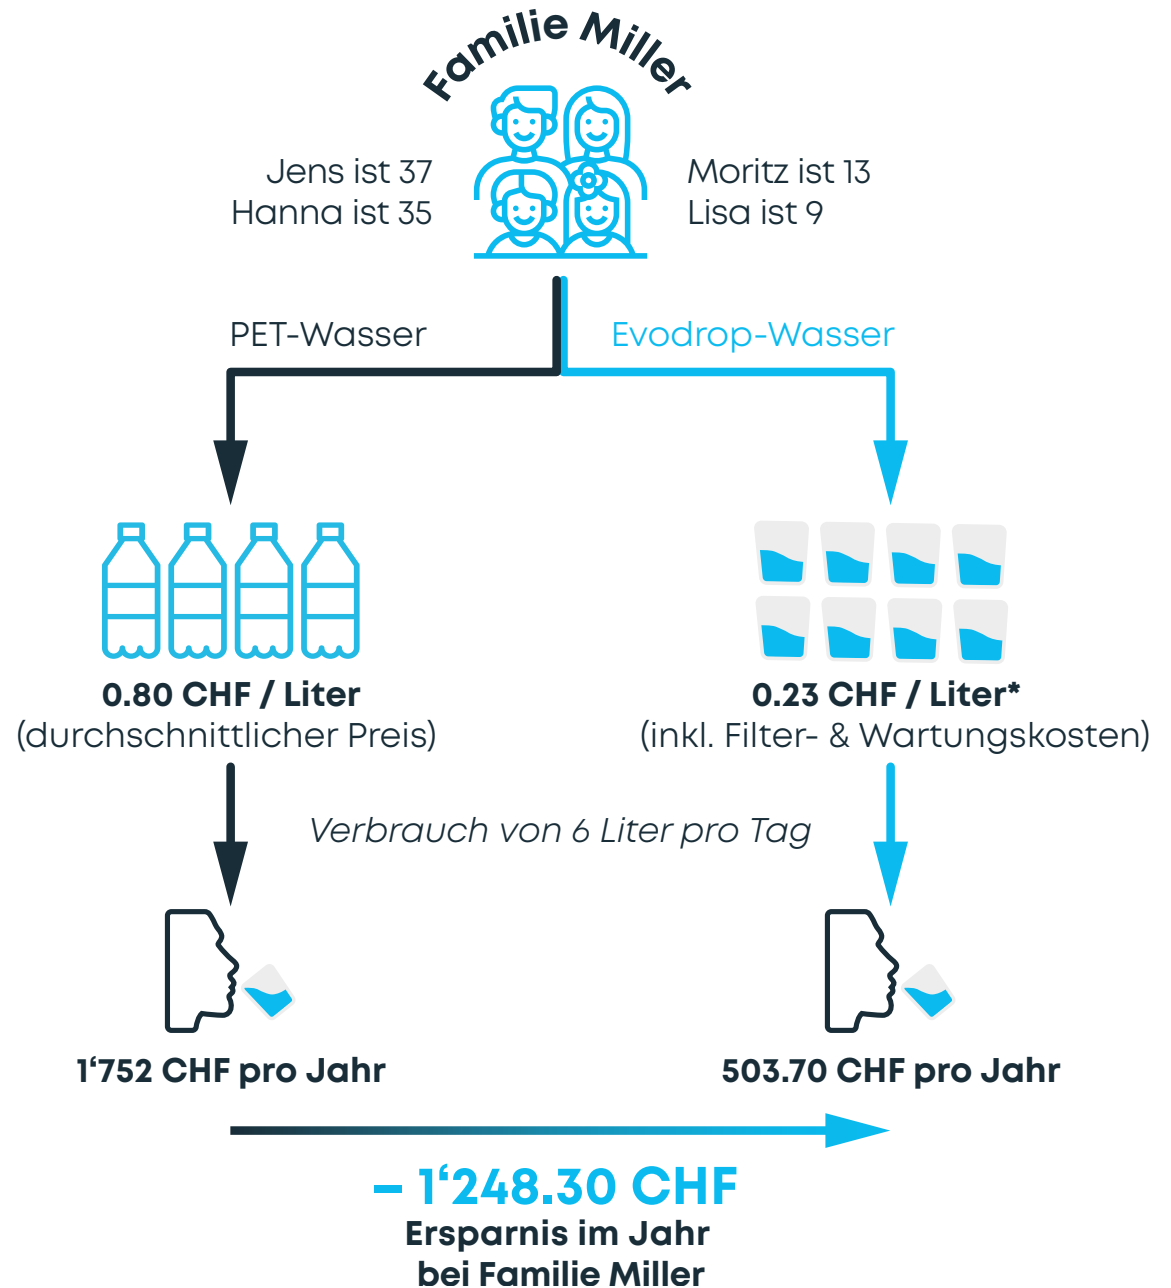 Familie Miller
Jens ist 37
Hanna ist 35
Moritz ist 13
Lisa ist 9
PET-Wasser
Evodrop-Wasser
0.80 CHF / Liter
(durchschnittlicher Preis)
0.23 CHF / Liter*
(inkl. Filter- & Wartungskosten)
Verbrauch von 6 Liter pro Tag
1‘752 CHF pro Jahr
503.70 CHF pro Jahr
– 1‘248.30 CHF
Ersparnis im Jahr
bei Familie Miller